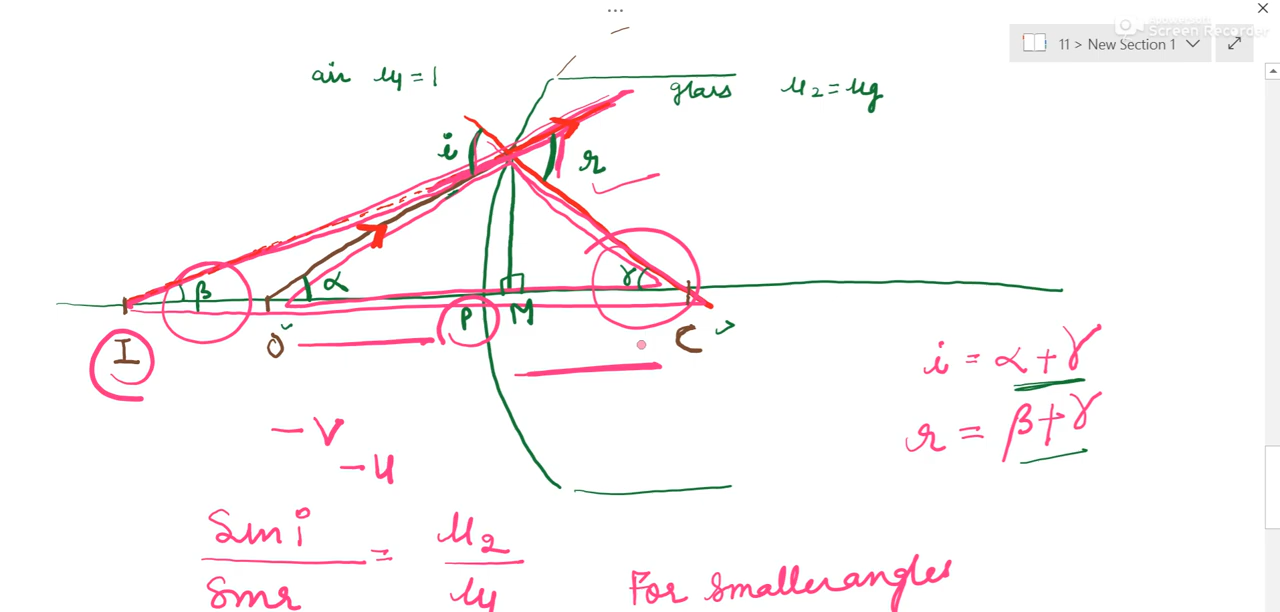 11 > New Section 1
Screen Recorder
air μ1 = 1
glass μ2 = μg
i
r
β α γ
P M
I O C
i = α + γ
r = β + γ
- v
- u
Sin i = μ2
Sin r μ1
For smaller angles